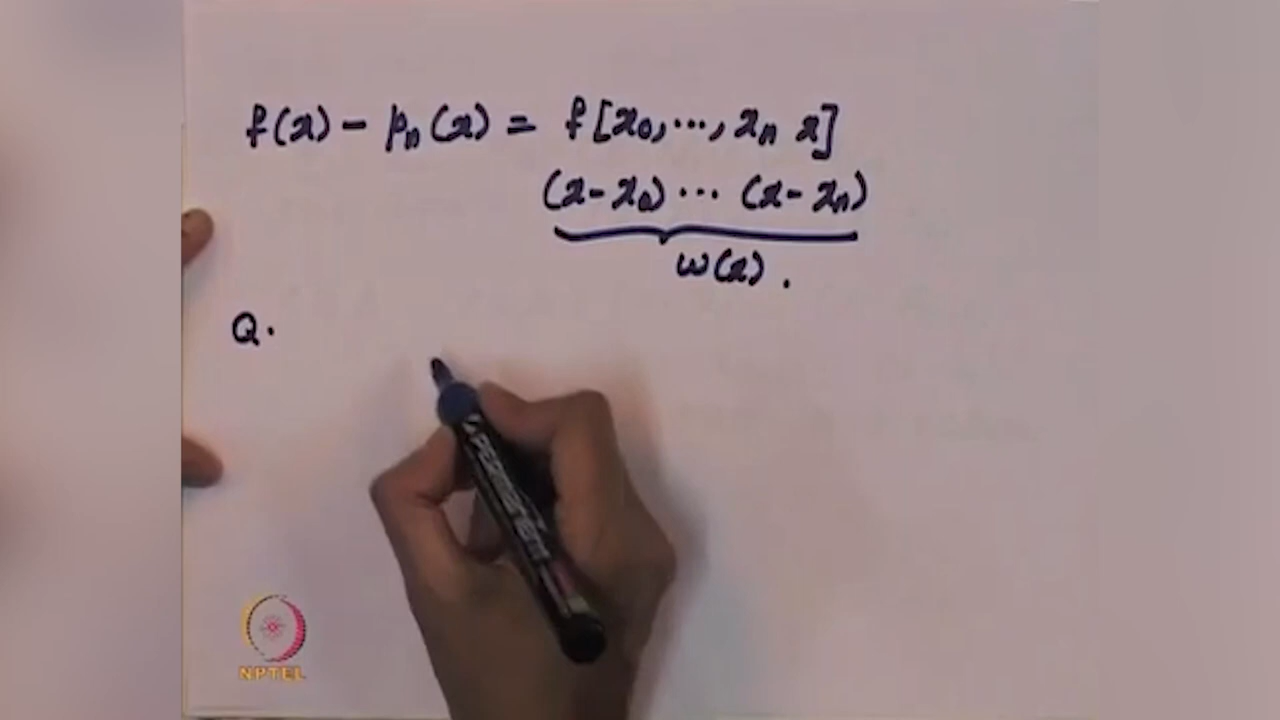 f(x) - pn(x) = f[x0, ..., xn x]
(x - x0) ... (x - xn)
w(x).
Q.
NPTEL